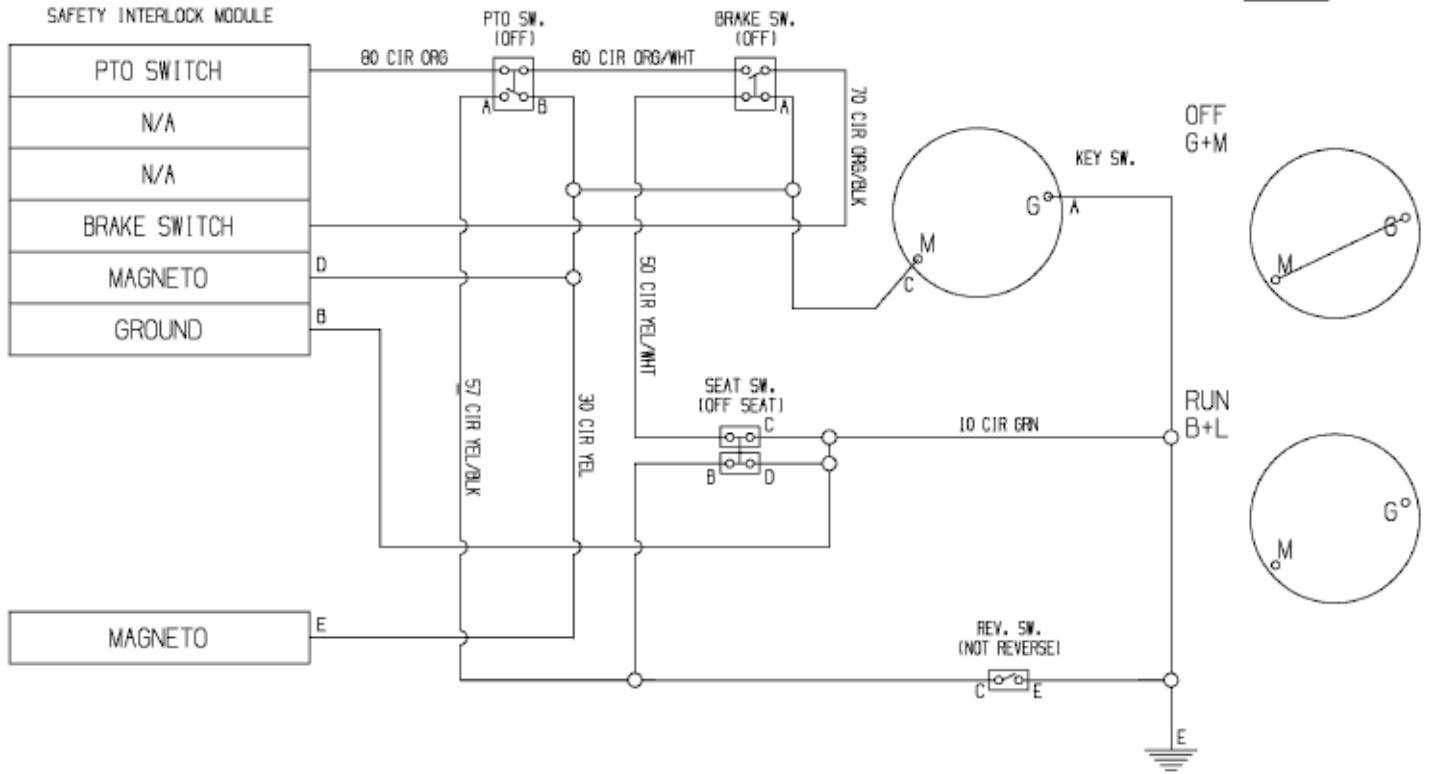 SAFETY INTERLOCK MODULE
PTO SWITCH
N/A
N/A
BRAKE SWITCH
MAGNETO
GROUND
D
B
MAGNETO
E
80 CIR ORG
PTO SW.
(OFF)
A
B
60 CIR ORG/WHT
BRAKE SW.
(OFF)
A
70 CIR ORG/BLK
50 CIR YEL/WHT
57 CIR YEL/BLK
30 CIR YEL
KEY SW.
G
A
M
C
SEAT SW.
(OFF SEAT)
C
B
D
10 CIR GRN
REV. SW.
(NOT REVERSE)
C
E
E
OFF
G+M
G
M
RUN
B+L
G
M